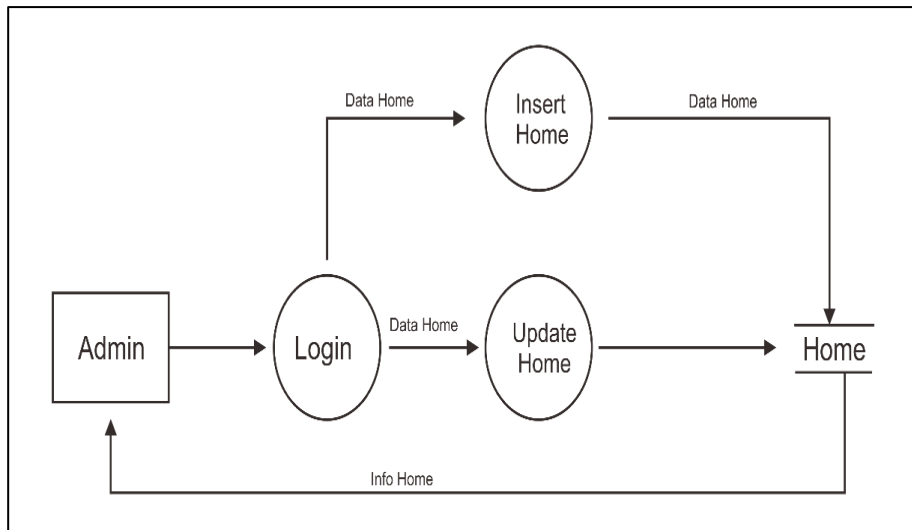 Data Home
Insert
Home
Data Home
Admin
Login
Data Home
Update
Home
Home
Info Home